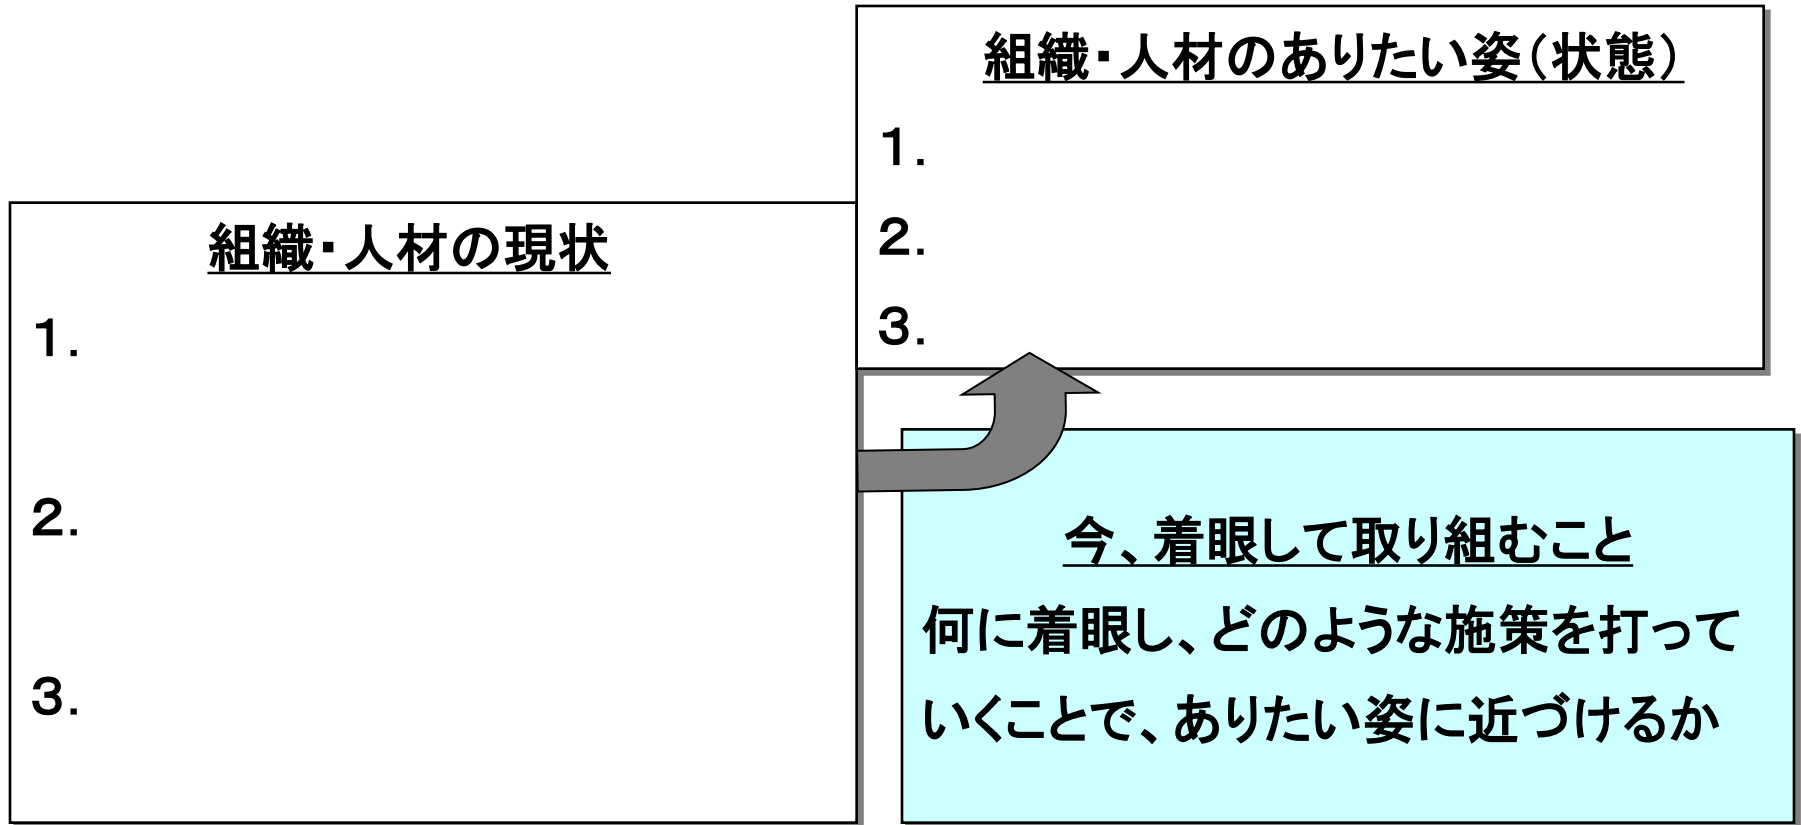 組織・人材のありたい姿（状態）
１．
２．
３．
組織・人材の現状
１．
２．
３．
今、着眼して取り組むこと
何に着眼し、どのような施策を打って
いくことで、ありたい姿に近づけるか